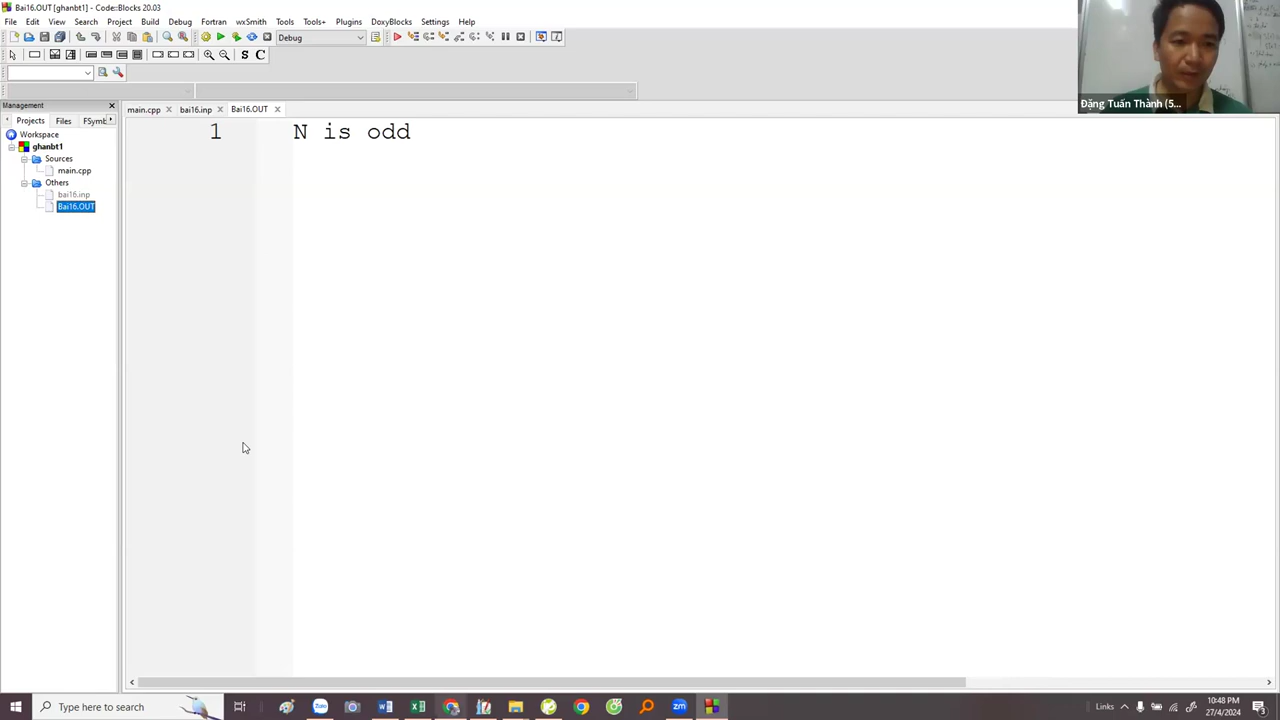 Bai16.OUT [ghanbt1] - Code::Blocks 20.03
File Edit View Search Project Build Debug Fortran wxSmith Tools Tools+ Plugins DoxyBlocks Settings Help
Debug
S C
Đặng Tuấn Thành (5...
Management
main.cpp bai16.inp Bai16.OUT
Projects Files FSymb
1 N is odd
Workspace
ghanbt1
Sources
main.cpp
Others
bai16.inp
Bai16.OUT
Type here to search
Zalo
Links
10:48 PM
27/4/2024
3